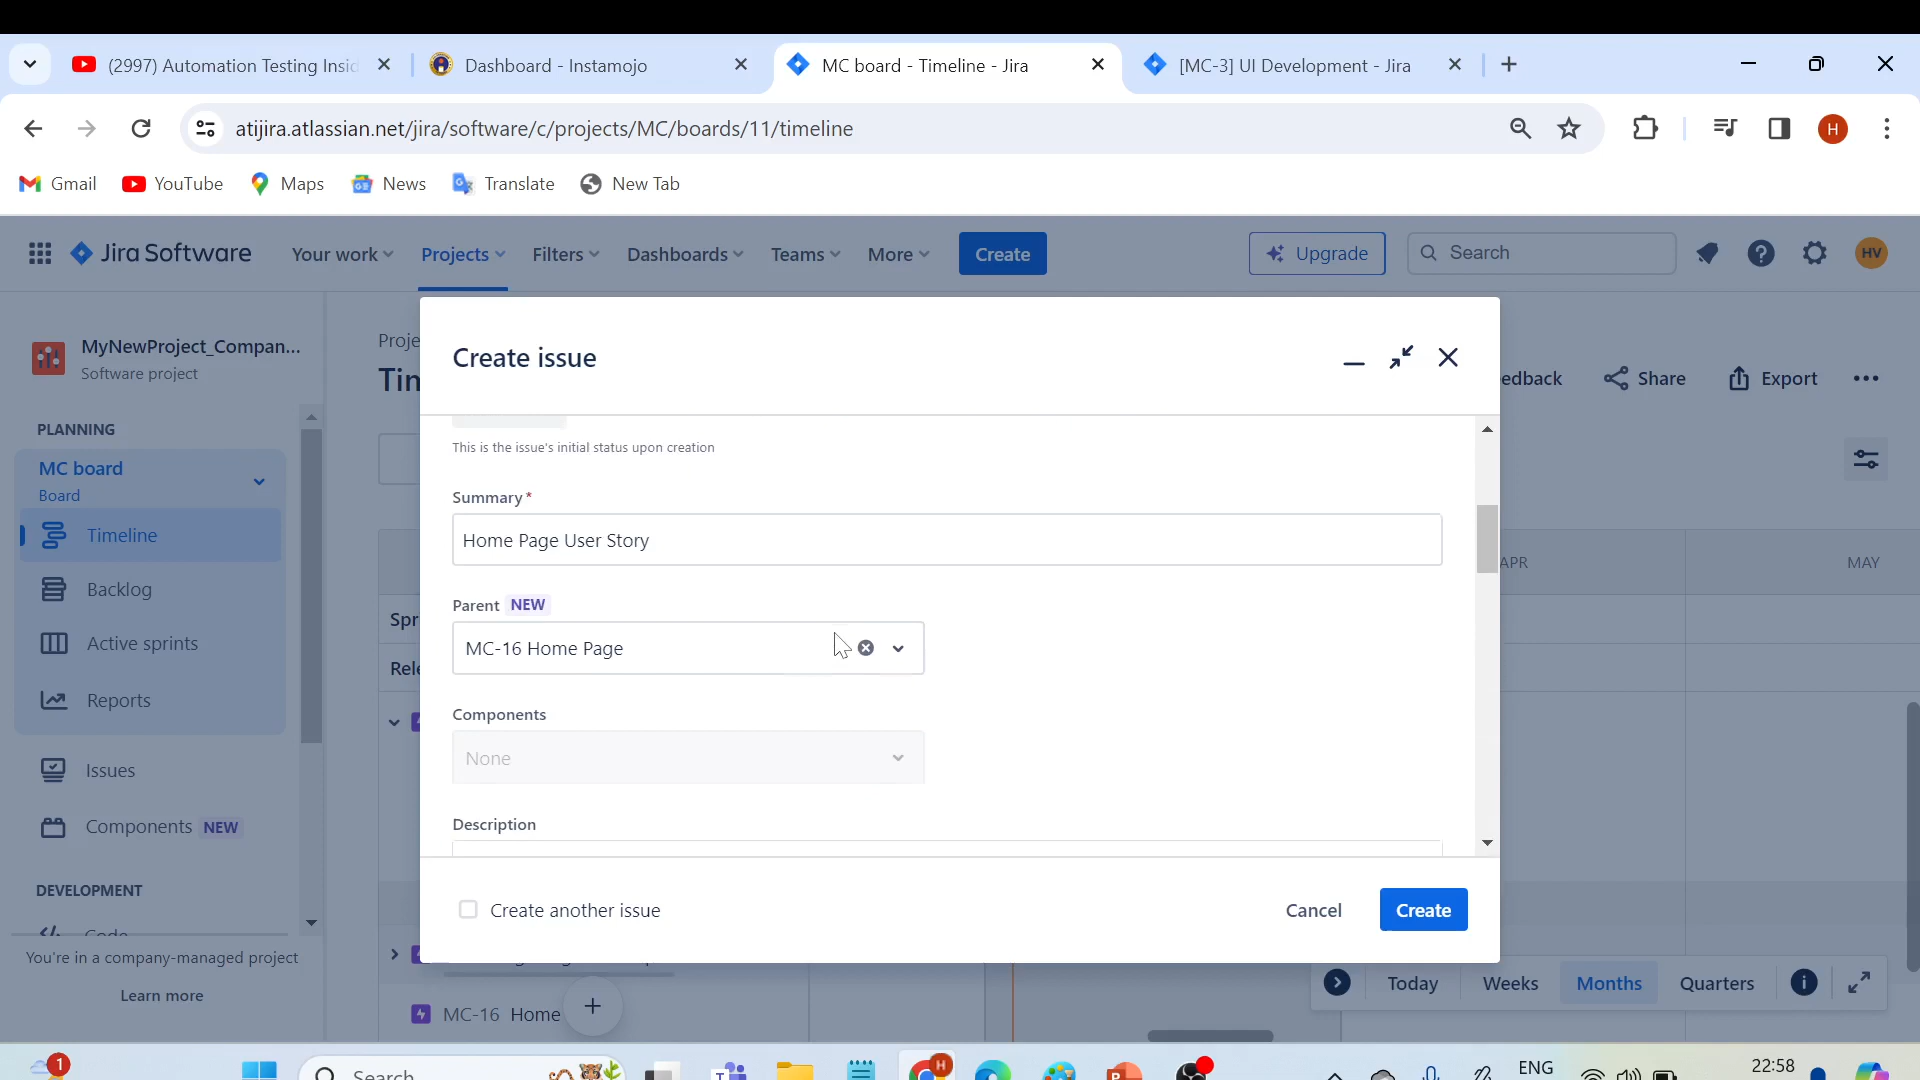 (2997) Automation Testing Insid
Dashboard - Instamojo
MC board - Timeline - Jira
[MC-3] UI Development - Jira
atijira.atlassian.net/jira/software/c/projects/MC/boards/11/timeline
H
Gmail
YouTube
Maps
News
Translate
New Tab
Jira Software
Your work
Projects
Filters
Dashboards
Teams
More
Create
Upgrade
Search
HV
MyNewProject_Compan...
Software project
Proje
Tin
edback
Share
Export
PLANNING
MC board
Board
Timeline
Backlog
Active sprints
Reports
Issues
Components NEW
DEVELOPMENT
Code
You're in a company-managed project
Learn more
Create issue
This is the issue's initial status upon creation
Summary *
Home Page User Story
Parent NEW
MC-16 Home Page
Components
None
Description
Create another issue
Cancel
Create
APR
MAY
Spr
Rele
MC-16 Home
Today
Weeks
Months
Quarters
1
Search
H
ENG
22:58